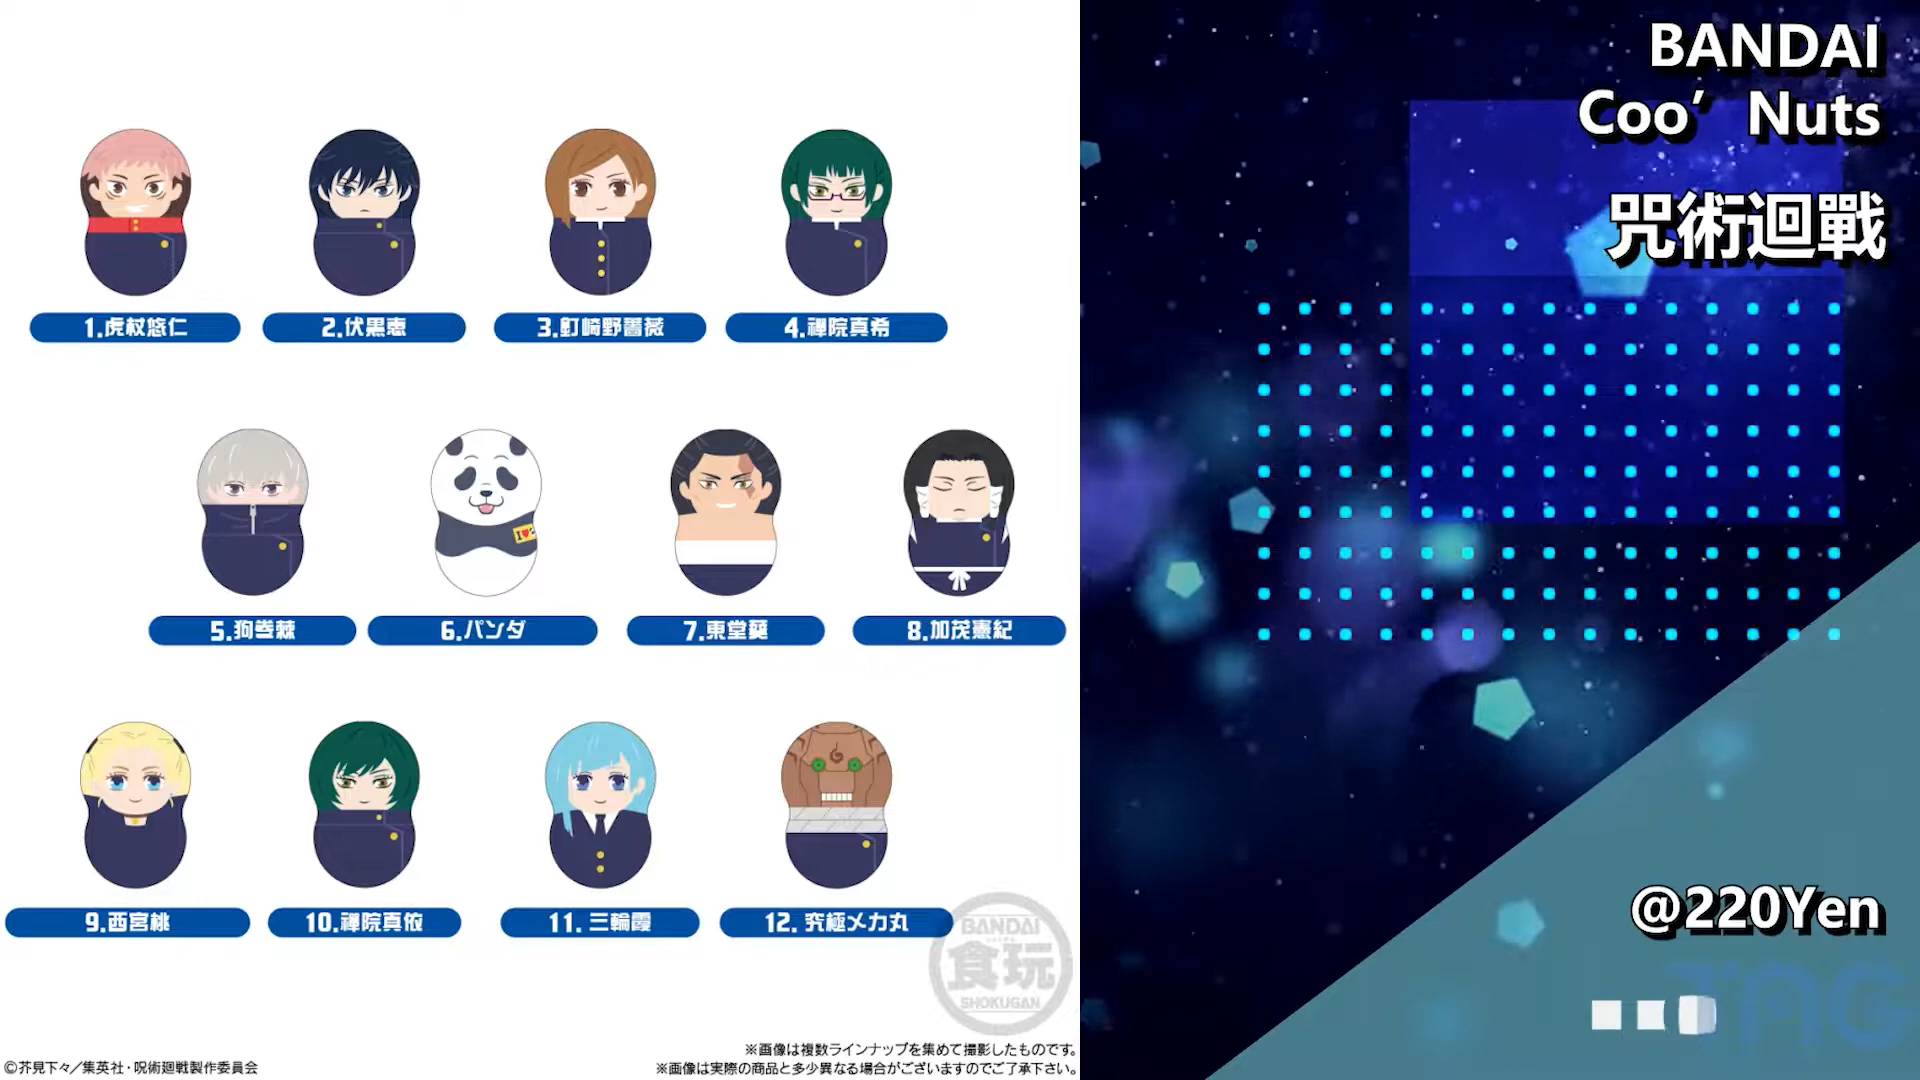 1.虎杖悠仁
2.伏黒恵
3.釘崎野薔薇
4.禪院真希
5.狗巻棘
6.パンダ
7.東堂葵
8.加茂憲紀
9.西宮桃
10.禪院真依
11.三輪霞
12.究極メカ丸
BANDAI
食玩
SHOKUGAN
※画像は複数ラインナップを集めて撮影したものです。
※画像は実際の商品と多少異なる場合がございますのでご了承下さい。
©芥見下々／集英社・呪術廻戦製作委員会
BANDAI
Coo’ Nuts
咒術迴戰
@220Yen
TAG